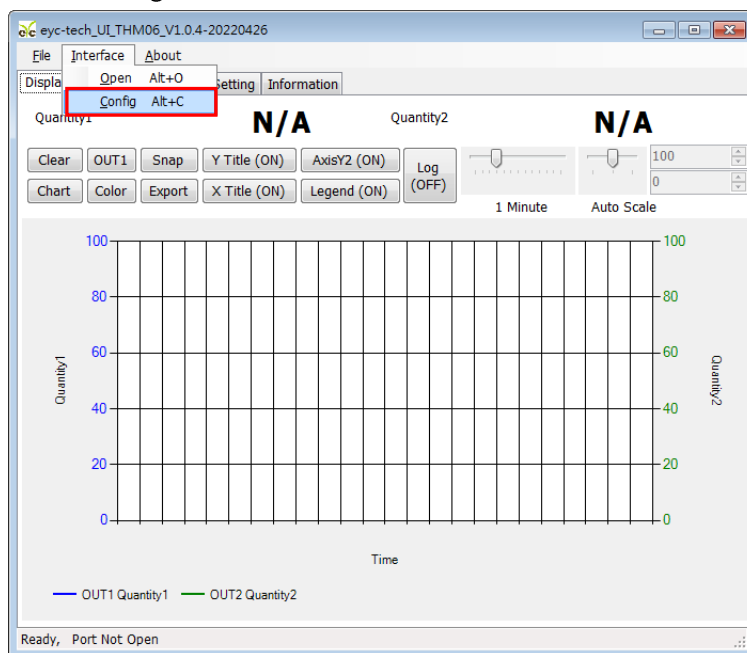 eyc-tech_UI_THM06_V1.0.4-20220426
File Interface About
Open Alt+O
Setting Information
Config Alt+C
Quantity1 N/A Quantity2 N/A
Clear OUT1 Snap Y Title (ON) AxisY2 (ON) Log (OFF) 100
Chart Color Export X Title (ON) Legend (ON) 0
1 Minute Auto Scale
100 100
80 80
60 60
Quantity1 Quantity2
40 40
20 20
0 0
Time
OUT1 Quantity1 OUT2 Quantity2
Ready, Port Not Open